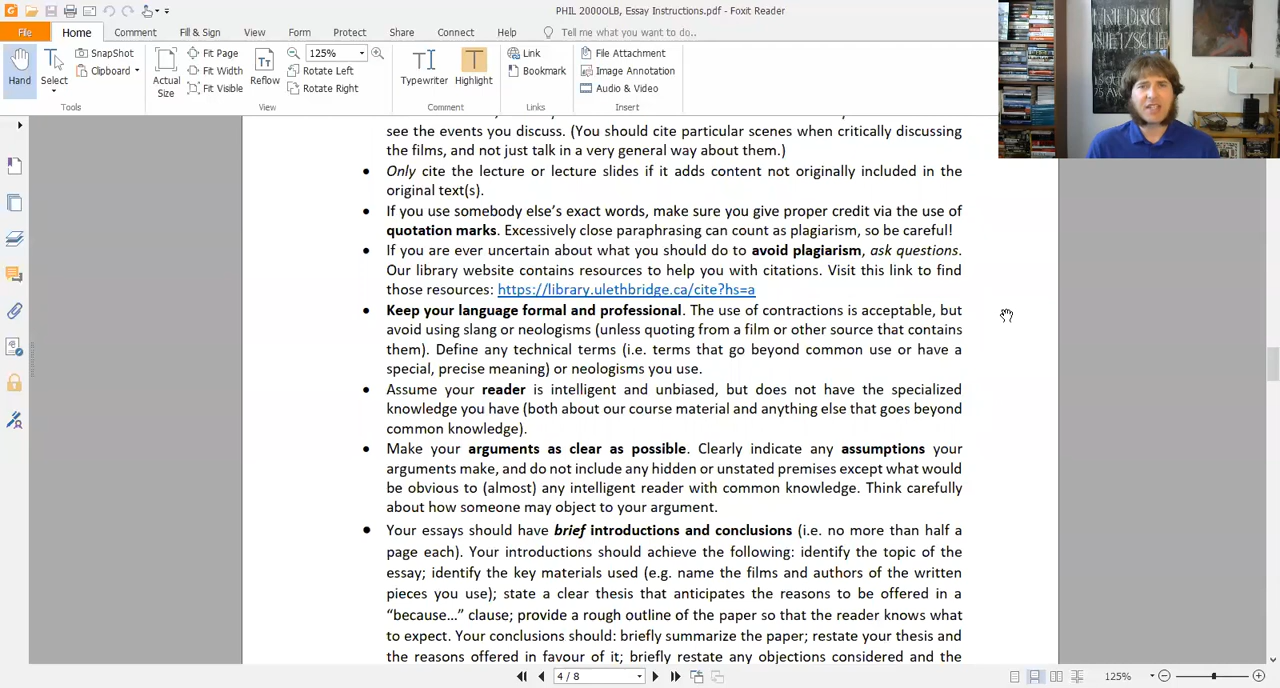 PHIL 2000OLB, Essay Instructions.pdf - Foxit Reader
File Home Comment View Fill & Sign Form Protect Share Connect Help Tell me what you want to do..
Hand
Select
SnapShot
Clipboard
Tools
Actual
Size
Fit Page
Fit Width
Fit Visible
Reflow
125%
Rotate Left
Rotate Right
View
Typewriter
Highlight
Comment
Link
Bookmark
Links
File Attachment
Image Annotation
Audio & Video
Insert
NIETZSCHE
see the events you discuss. (You should cite particular scenes when critically discussing
the films, and not just talk in a very general way about them.)
• Only cite the lecture or lecture slides if it adds content not originally included in the
original text(s).
• If you use somebody else’s exact words, make sure you give proper credit via the use of
quotation marks. Excessively close paraphrasing can count as plagiarism, so be careful!
• If you are ever uncertain about what you should do to avoid plagiarism, ask questions.
Our library website contains resources to help you with citations. Visit this link to find
those resources: https://library.ulethbridge.ca/cite?hs=a
• Keep your language formal and professional. The use of contractions is acceptable, but
avoid using slang or neologisms (unless quoting from a film or other source that contains
them). Define any technical terms (i.e. terms that go beyond common use or have a
special, precise meaning) or neologisms you use.
• Assume your reader is intelligent and unbiased, but does not have the specialized
knowledge you have (both about our course material and anything else that goes beyond
common knowledge).
• Make your arguments as clear as possible. Clearly indicate any assumptions your
arguments make, and do not include any hidden or unstated premises except what would
be obvious to (almost) any intelligent reader with common knowledge. Think carefully
about how someone may object to your argument.
• Your essays should have brief introductions and conclusions (i.e. no more than half a
page each). Your introductions should achieve the following: identify the topic of the
essay; identify the key materials used (e.g. name the films and authors of the written
pieces you use); state a clear thesis that anticipates the reasons to be offered in a
“because...” clause; provide a rough outline of the paper so that the reader knows what
to expect. Your conclusions should: briefly summarize the paper; restate your thesis and
the reasons offered in favour of it; briefly restate any objections considered and the
4 / 8
125%